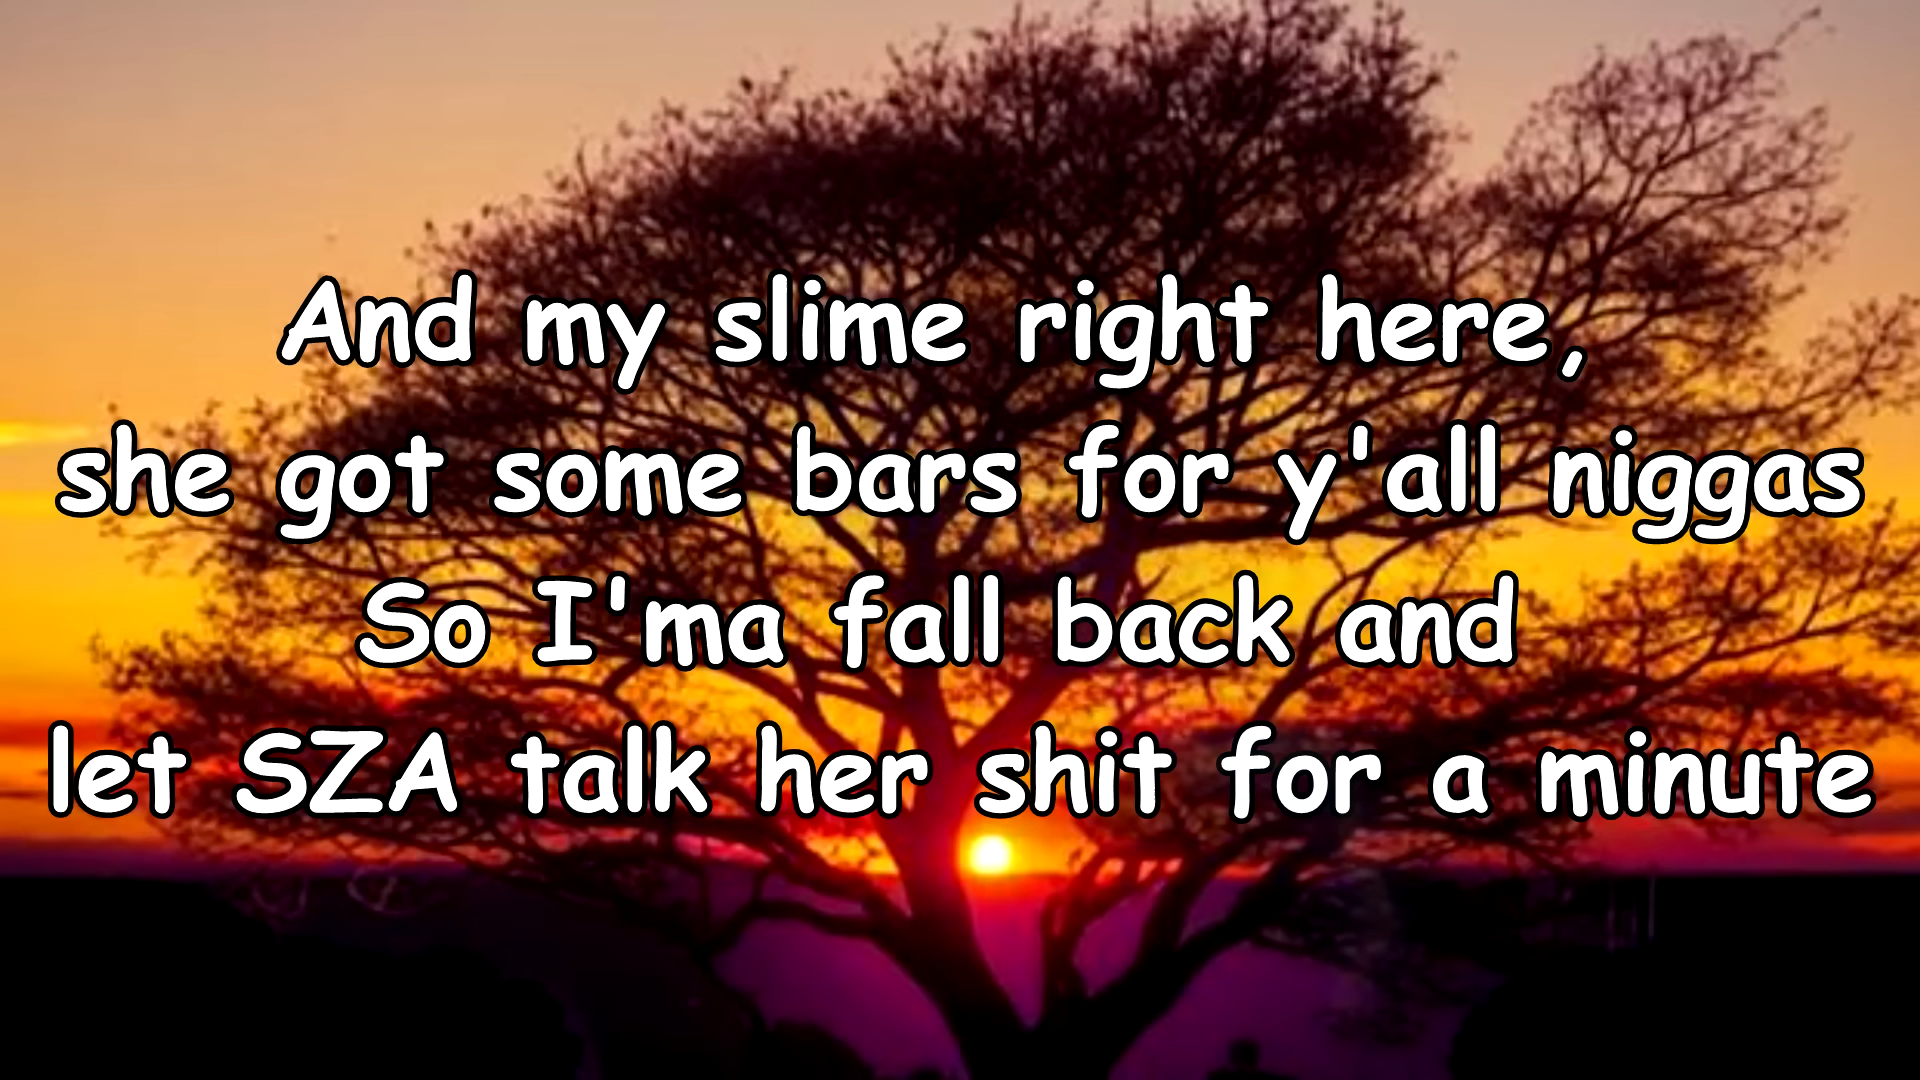 And my slime right here,
she got some bars for y'all niggas
So I'ma fall back and
let SZA talk her shit for a minute